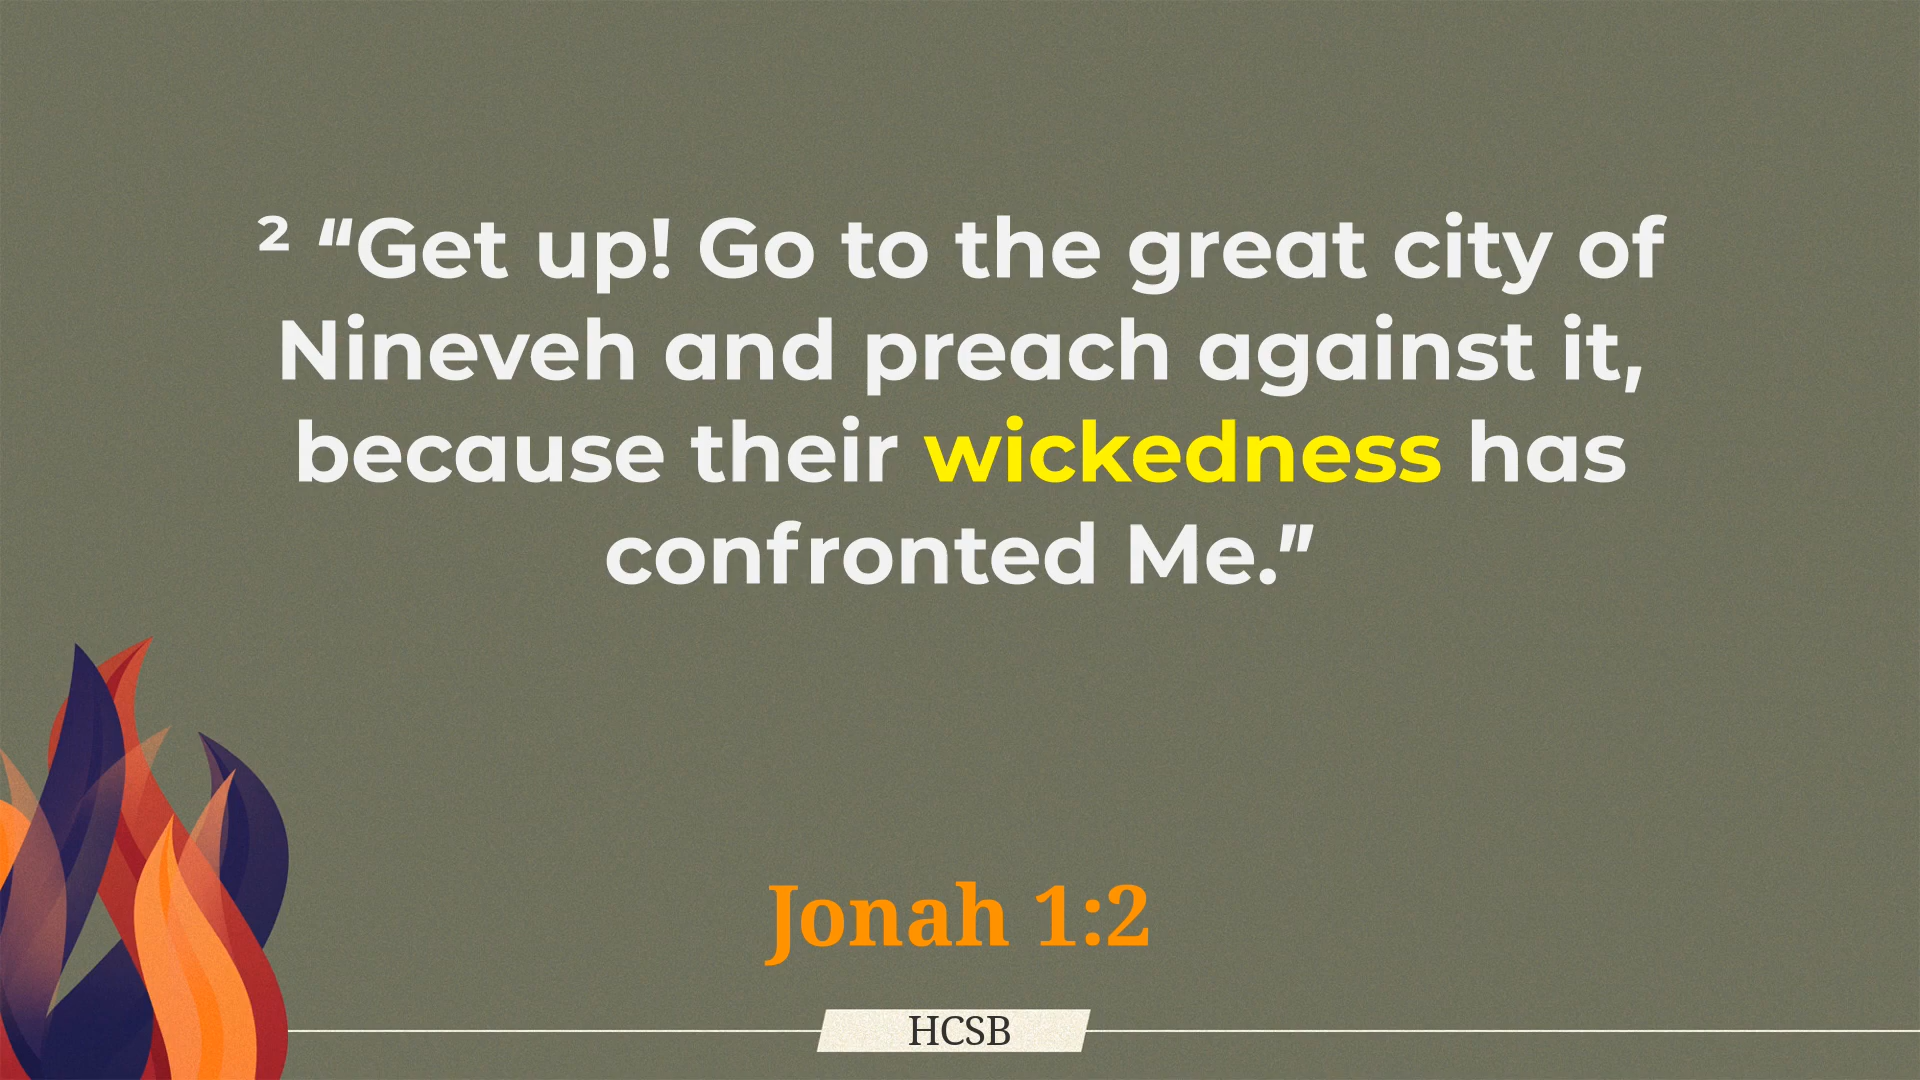 ² “Get up! Go to the great city of
Nineveh and preach against it,
because their wickedness has
confronted Me.”
Jonah 1:2
HCSB